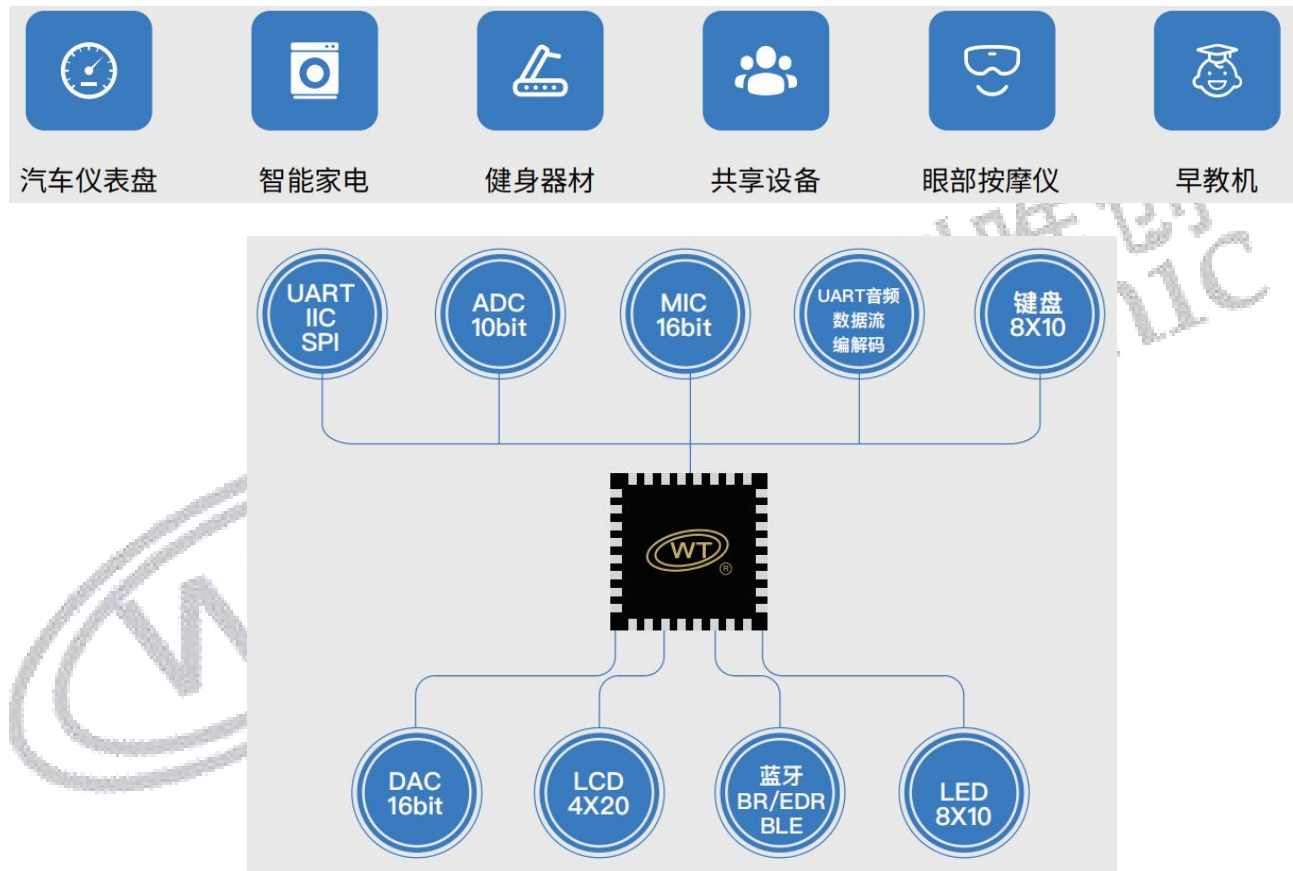 汽车仪表盘
智能家电
健身器材
共享设备
眼部按摩仪
早教机
UART
IIC
SPI
ADC
10bit
MIC
16bit
UART音频
数据流
编解码
键盘
8X10
WT
®
DAC
16bit
LCD
4X20
蓝牙
BR/EDR
BLE
LED
8X10